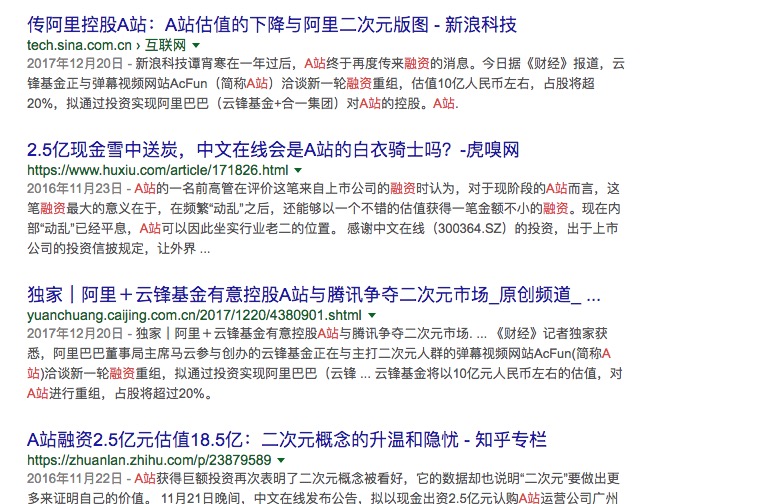 传阿里控股A站：A站估值的下降与阿里二次元版图 - 新浪科技
tech.sina.com.cn › 互联网
2017年12月20日 - 新浪科技谭宵寒在一年过后，A站终于再度传来融资的消息。今日据《财经》报道，云
锋基金正与弹幕视频网站AcFun（简称A站）洽谈新一轮融资重组，估值10亿人民币左右，占股将超
20%，拟通过投资实现阿里巴巴（云锋基金+合一集团）对A站的控股。A站.
2.5亿现金雪中送炭，中文在线会是A站的白衣骑士吗？-虎嗅网
https://www.huxiu.com/article/171826.html
2016年11月23日 - A站的一名前高管在评价这笔来自上市公司的融资时认为，对于现阶段的A站而言，这
笔融资最大的意义在于，在频繁“动乱”之后，还能够以一个不错的估值获得一笔金额不小的融资。现在内
部“动乱”已经平息，A站可以因此坐实行业老二的位置。 感谢中文在线（300364.SZ）的投资，出于上市
公司的投资信披规定，让外界 ...
独家｜阿里＋云锋基金有意控股A站与腾讯争夺二次元市场_原创频道_ ...
yuanchuang.caijing.com.cn/2017/1220/4380901.shtml
2017年12月20日 - 独家｜阿里＋云锋基金有意控股A站与腾讯争夺二次元市场. ... 《财经》记者独家获
悉，阿里巴巴董事局主席马云参与创办的云锋基金正在与主打二次元人群的弹幕视频网站AcFun(简称A
站)洽谈新一轮融资重组，拟通过投资实现阿里巴巴（云锋 ... 云锋基金将以10亿元人民币左右的估值，对
A站进行重组，占股将超过20%。
A站融资2.5亿元估值18.5亿：二次元概念的升温和隐忧 - 知乎专栏
https://zhuanlan.zhihu.com/p/23879589
2016年11月22日 - A站获得巨额投资再次表明了二次元概念被看好，它的数据却也说明“二次元”要做出更
多来证明自己的价值。 11月21日晚间，中文在线发布公告，拟以现金出资2.5亿元认购A站运营公司广州